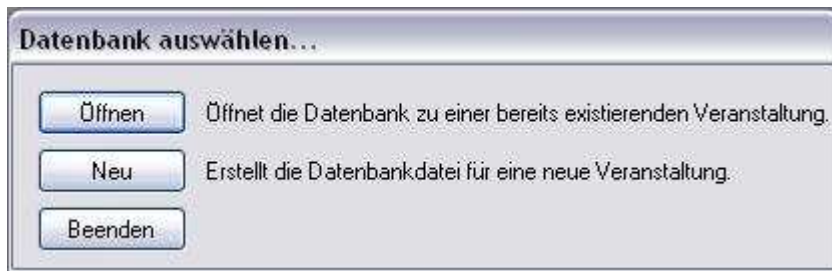 Datenbank auswählen...
Öffnen Öffnet die Datenbank zu einer bereits existierenden Veranstaltung.
Neu Erstellt die Datenbankdatei für eine neue Veranstaltung.
Beenden